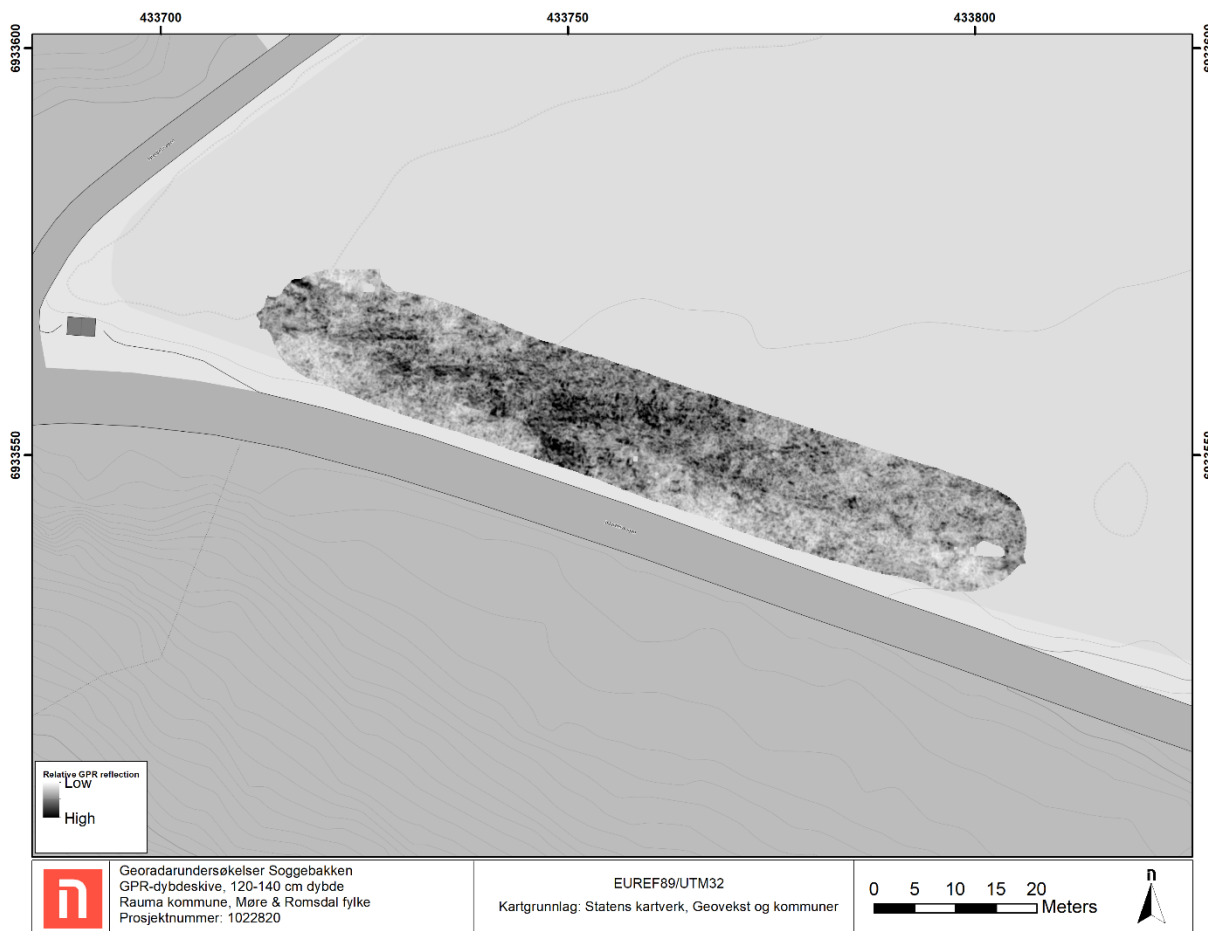 433700
433750
433800
6933600
6933600
6933550
6933550
Relative GPR reflection
Low
High
Georadarundersøkelser Soggebakken
GPR-dybdeskive, 120-140 cm dybde
Rauma kommune, Møre & Romsdal fylke
Prosjektnummer: 1022820
EUREF89/UTM32
Kartgrunnlag: Statens kartverk, Geovekst og kommuner
0 5 10 15 20
Meters
n